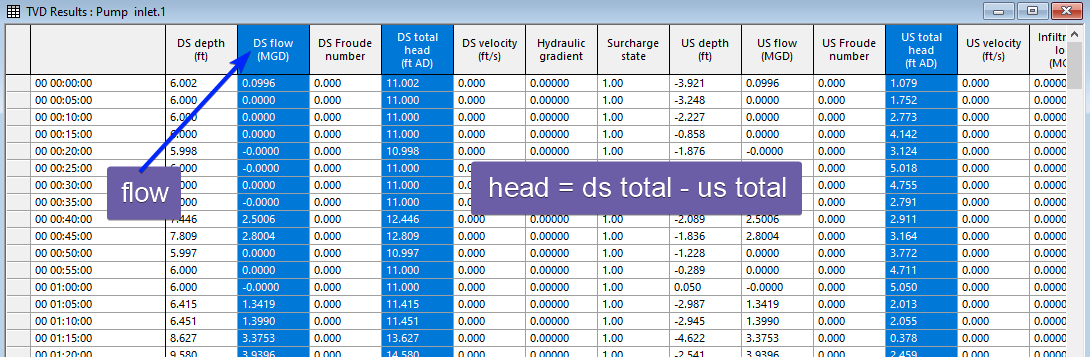 TVD Results : Pump inlet.1
DS depth (ft) DS flow (MGD) DS Froude number DS total head (ft AD) DS velocity (ft/s) Hydraulic gradient Surcharge state US depth (ft) US flow (MGD) US Froude number US total head (ft AD) US velocity (ft/s)
00 00:00:00 6.002 0.0996 0.000 11.002 0.000 0.00000 1.00 -3.921 0.0996 0.000 1.079 0.000 0.0000
00 00:05:00 6.000 0.0000 0.000 11.000 0.000 0.00000 1.00 -3.248 0.0000 0.000 1.752 0.000 0.0000
00 00:10:00 6.000 0.0000 0.000 11.000 0.000 0.00000 1.00 -2.227 0.0000 0.000 2.773 0.000 0.0000
00 00:15:00 6.000 0.0000 0.000 11.000 0.000 0.00000 1.00 -0.858 0.0000 0.000 4.142 0.000 0.0000
00 00:20:00 5.998 -0.0000 0.000 10.998 0.000 0.00000 1.00 -1.876 -0.0000 0.000 3.124 0.000 0.0000
00 00:25:00 6.000 -0.0000 0.000 11.000 5.018 0.000 0.0000
00 00:30:00 0.0000 0.000 11.000 4.755 0.000 0.0000
00 00:35:00 -0.0000 0.000 11.000 2.791 0.000 0.0000
flow
head = ds total - us total
00 00:40:00 7.446 2.5006 0.000 12.446 0.000 0.00000 1.00 -2.089 2.5006 0.000 2.911 0.000 0.0000
00 00:45:00 7.809 2.8004 0.000 12.809 0.000 0.00000 1.00 -1.836 2.8004 0.000 3.164 0.000 0.0000
00 00:50:00 5.997 0.0000 0.000 10.997 0.000 0.00000 1.00 -1.228 0.0000 0.000 3.772 0.000 0.0000
00 00:55:00 6.000 0.0000 0.000 11.000 0.000 0.00000 1.00 -0.289 0.0000 0.000 4.711 0.000 0.0000
00 01:00:00 6.000 -0.0000 0.000 11.000 0.000 0.00000 1.00 0.050 -0.0000 0.000 5.050 0.000 0.0000
00 01:05:00 6.415 1.3419 0.000 11.415 0.000 0.00000 1.00 -2.987 1.3419 0.000 2.013 0.000 0.0000
00 01:10:00 6.451 1.3990 0.000 11.451 0.000 0.00000 1.00 -2.945 1.3990 0.000 2.055 0.000 0.0000
00 01:15:00 8.627 3.3753 0.000 13.627 0.000 0.00000 1.00 -4.622 3.3753 0.000 0.378 0.000 0.0000
00 01:20:00 9.580 3.9396 0.000 14.580 0.000 0.00000 1.00 -2.541 3.9396 0.000 2.459 0.000 0.0000